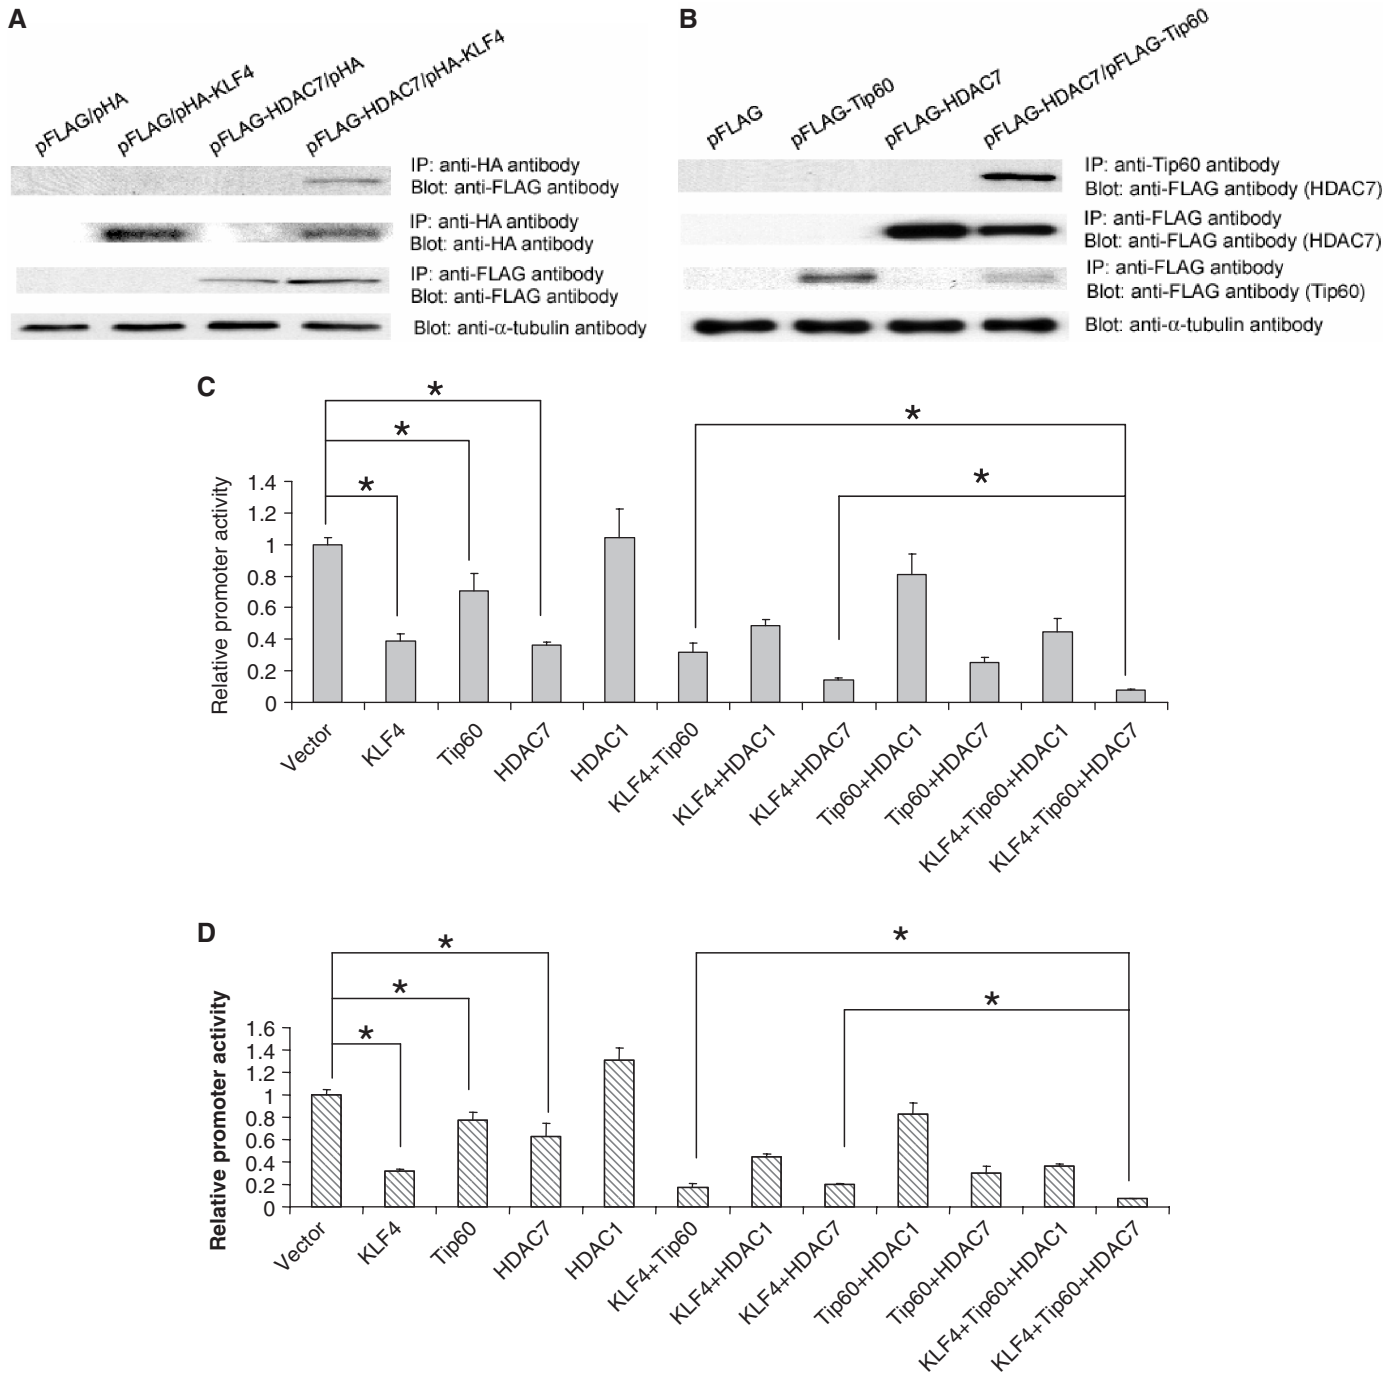 A
pFLAG/pHA
pFLAG/pHA-KLF4
pFLAG-HDAC7/pHA
pFLAG-HDAC7/pHA-KLF4
IP: anti-HA antibody
Blot: anti-FLAG antibody
IP: anti-HA antibody
Blot: anti-HA antibody
IP: anti-FLAG antibody
Blot: anti-FLAG antibody
Blot: anti-α-tubulin antibody
B
pFLAG
pFLAG-Tip60
pFLAG-HDAC7
pFLAG-HDAC7/pFLAG-Tip60
IP: anti-Tip60 antibody
Blot: anti-FLAG antibody (HDAC7)
IP: anti-FLAG antibody
Blot: anti-FLAG antibody (HDAC7)
IP: anti-FLAG antibody
Blot: anti-FLAG antibody (Tip60)
Blot: anti-α-tubulin antibody
C
*
*
*
*
*
Relative promoter activity
1.4
1.2
1
0.8
0.6
0.4
0.2
0
Vector
KLF4
Tip60
HDAC7
HDAC1
KLF4+Tip60
KLF4+HDAC1
KLF4+HDAC7
Tip60+HDAC1
Tip60+HDAC7
KLF4+Tip60+HDAC1
KLF4+Tip60+HDAC7
D
*
*
*
*
*
Relative promoter activity
1.6
1.4
1.2
1
0.8
0.6
0.4
0.2
0
Vector
KLF4
Tip60
HDAC7
HDAC1
KLF4+Tip60
KLF4+HDAC1
KLF4+HDAC7
Tip60+HDAC1
Tip60+HDAC7
KLF4+Tip60+HDAC1
KLF4+Tip60+HDAC7